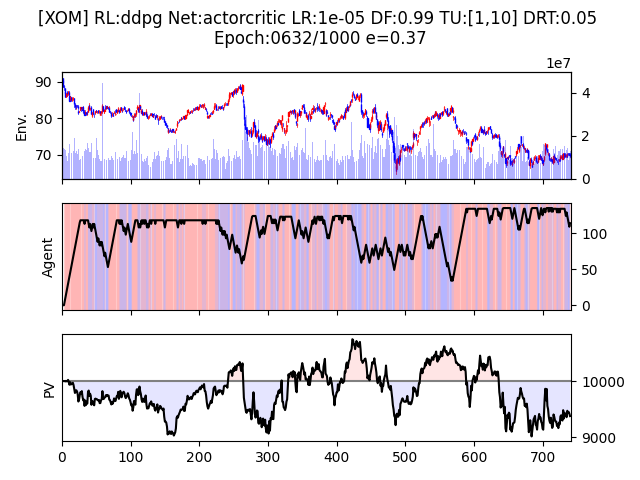 [XOM] RL:ddpg Net:actorcritic LR:1e-05 DF:0.99 TU:[1,10] DRT:0.05
Epoch:0632/1000 e=0.37
1e7
90
80
70
Env.
4
2
0
Agent
100
50
0
PV
10000
9000
0 100 200 300 400 500 600 700